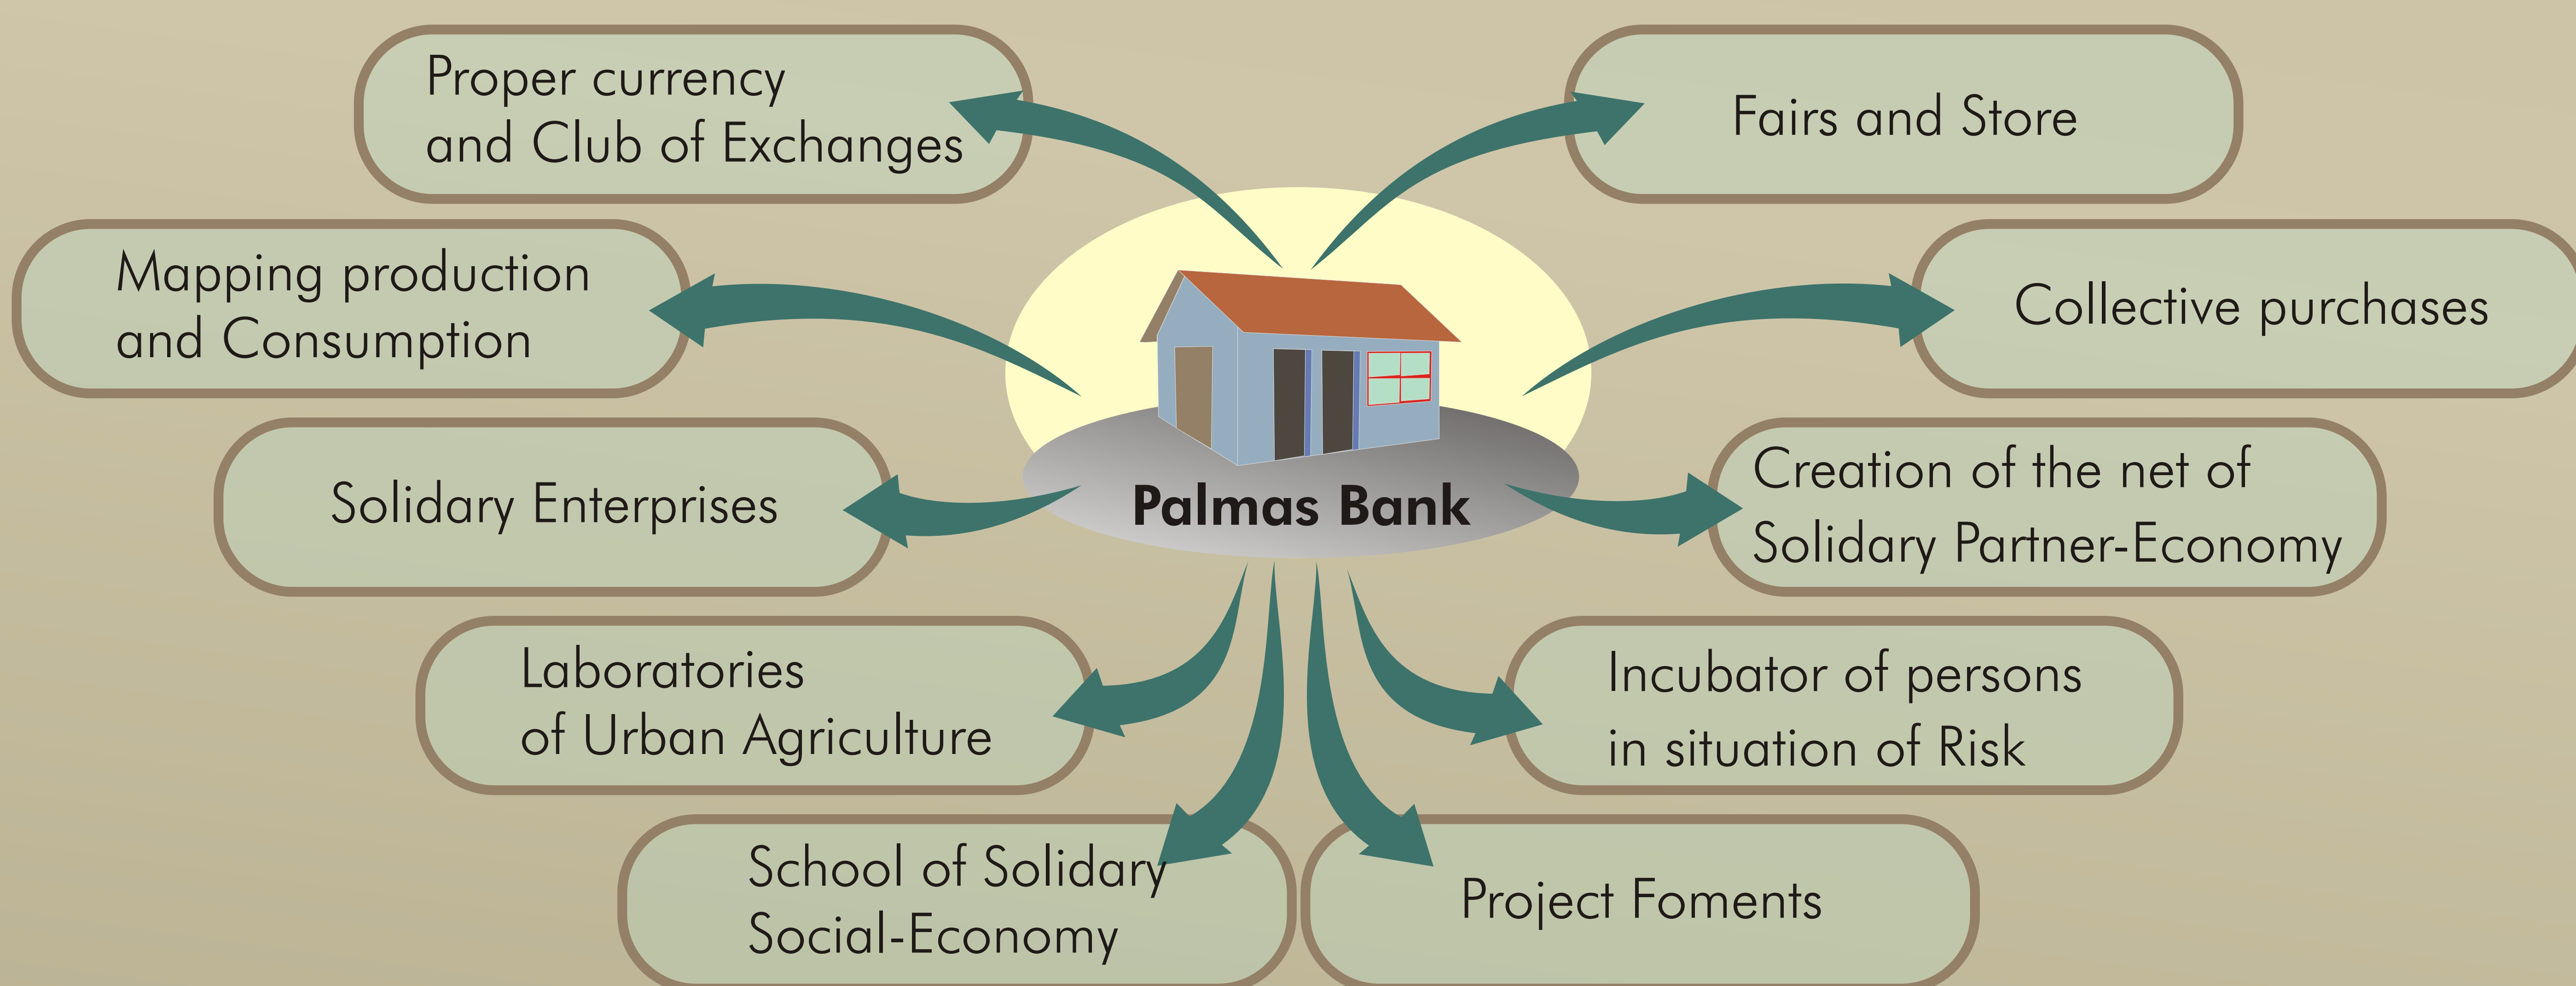 Proper currency
and Club of Exchanges
Fairs and Store
Mapping production
and Consumption
Collective purchases
Solidary Enterprises
Palmas Bank
Creation of the net of
Solidary Partner-Economy
Laboratories
of Urban Agriculture
Incubator of persons
in situation of Risk
School of Solidary
Social-Economy
Project Foments